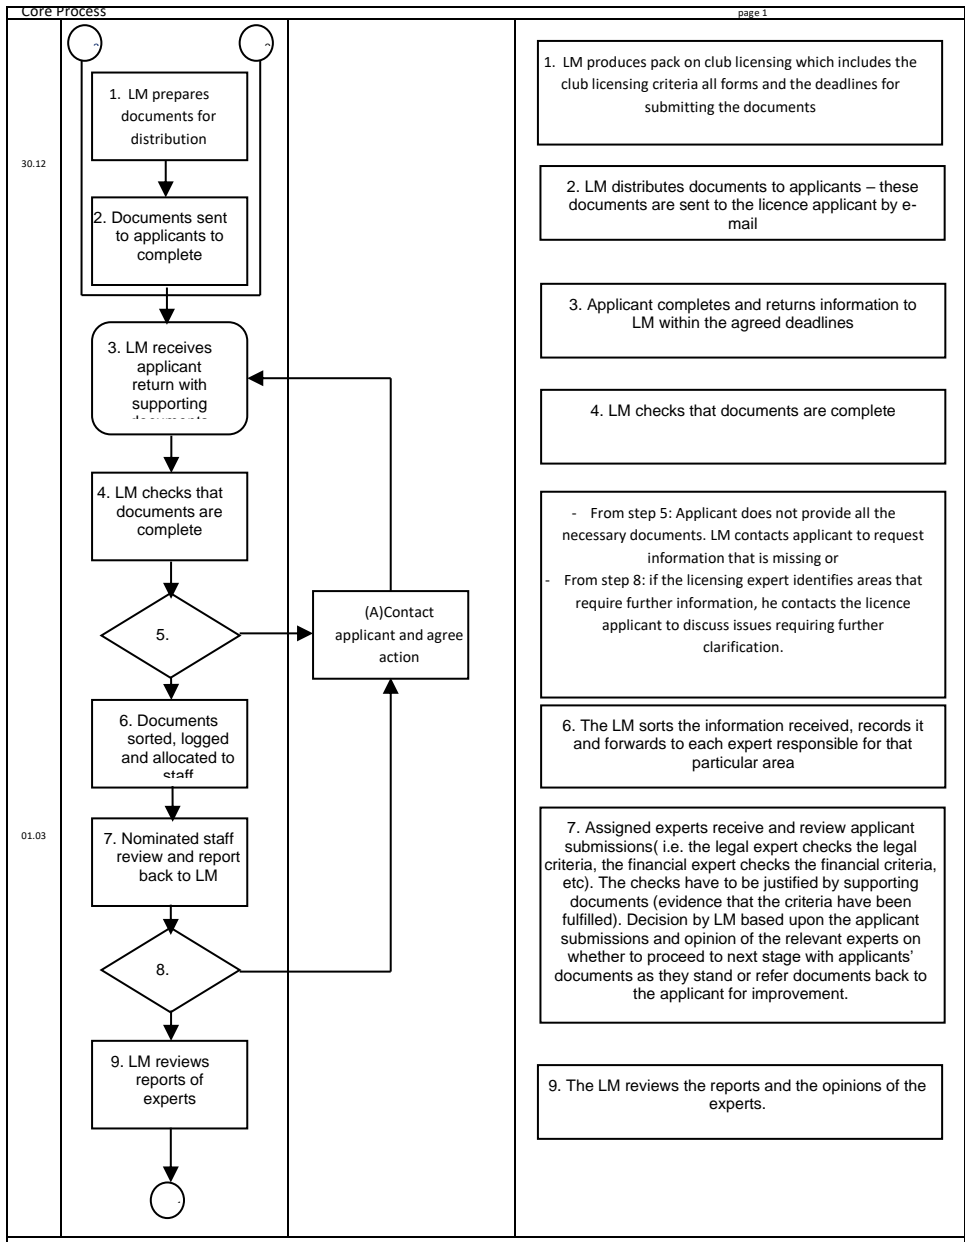 Core Process
page 1
1. LM prepares
documents for
distribution
30.12
2. Documents sent
to applicants to
complete
3. LM receives
applicant
return with
supporting
4. LM checks that
documents are
complete
5.
(A)Contact
applicant and agree
action
6. Documents
sorted, logged
and allocated to
staff
01.03
7. Nominated staff
review and report
back to LM
8.
9. LM reviews
reports of
experts
1. LM produces pack on club licensing which includes the
club licensing criteria all forms and the deadlines for
submitting the documents
2. LM distributes documents to applicants – these
documents are sent to the licence applicant by e-
mail
3. Applicant completes and returns information to
LM within the agreed deadlines
4. LM checks that documents are complete
- From step 5: Applicant does not provide all the
necessary documents. LM contacts applicant to request
information that is missing or
- From step 8: if the licensing expert identifies areas that
require further information, he contacts the licence
applicant to discuss issues requiring further
clarification.
6. The LM sorts the information received, records it
and forwards to each expert responsible for that
particular area
7. Assigned experts receive and review applicant
submissions( i.e. the legal expert checks the legal
criteria, the financial expert checks the financial criteria,
etc). The checks have to be justified by supporting
documents (evidence that the criteria have been
fulfilled). Decision by LM based upon the applicant
submissions and opinion of the relevant experts on
whether to proceed to next stage with applicants'
documents as they stand or refer documents back to
the applicant for improvement.
9. The LM reviews the reports and the opinions of the
experts.